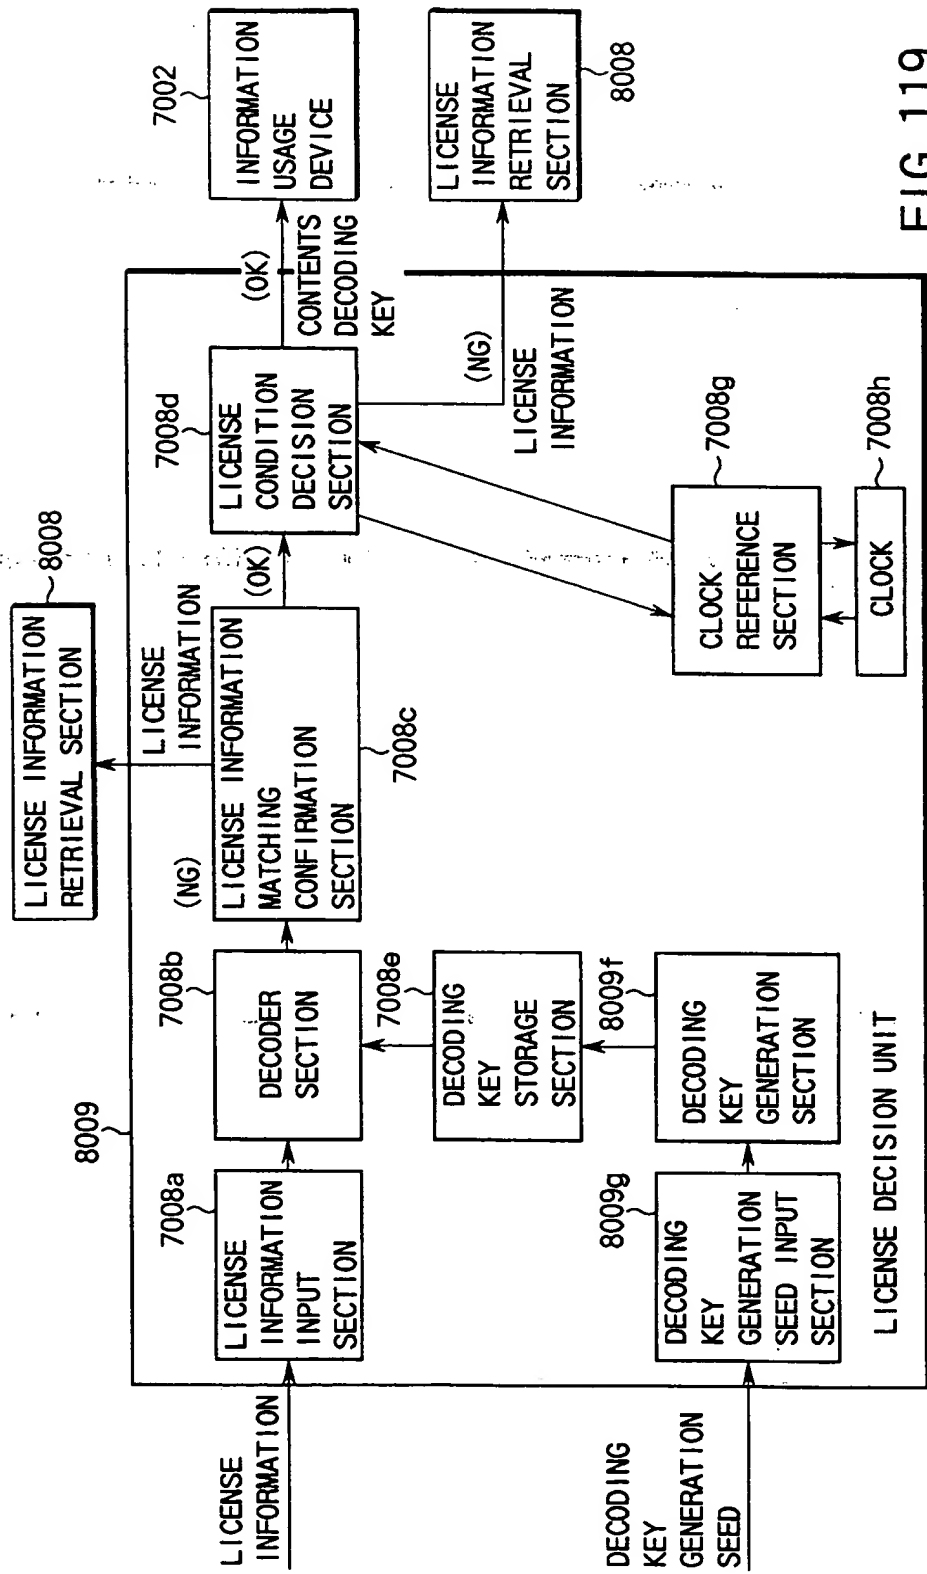 8008
LICENSE INFORMATION
RETRIEVAL SECTION
8009
LICENSE
INFORMATION
7008a
LICENSE
INFORMATION
INPUT
SECTION
7008b
DECODER
SECTION
(NG)
LICENSE
INFORMATION
LICENSE INFORMATION
MATCHING
CONFIRMATION
SECTION
7008c
(OK)
7008d
LICENSE
CONDITION
DECISION
SECTION
(OK)
CONTENTS
DECODING
KEY
7002
INFORMATION
USAGE
DEVICE
(NG)
LICENSE
INFORMATION
LICENSE
INFORMATION
RETRIEVAL
SECTION
8008
7008e
DECODING
KEY
STORAGE
SECTION
DECODING
KEY
GENERATION
SEED
8009g
DECODING
KEY
GENERATION
SEED INPUT
SECTION
8009f
DECODING
KEY
GENERATION
SECTION
7008g
CLOCK
REFERENCE
SECTION
7008h
CLOCK
LICENSE DECISION UNIT
FIG. 119